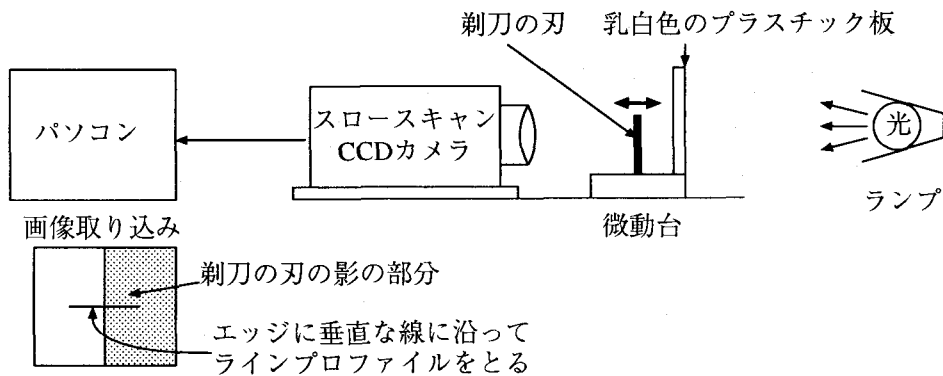 剃刀の刃
乳白色のプラスチック板
パソコン
スロースキャン
CCDカメラ
光
ランプ
微動台
画像取り込み
剃刀の刃の影の部分
エッジに垂直な線に沿って
ラインプロファイルをとる